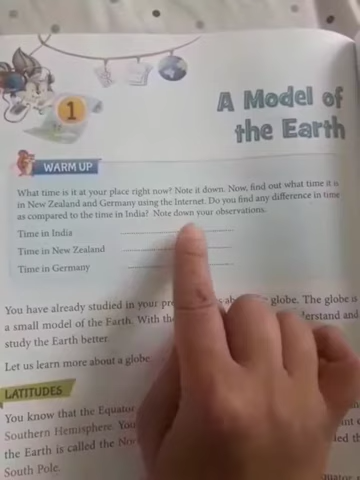 1
A Model of
the Earth
WARM UP
What time is it at your place right now? Note it down. Now, find out what time it is
in New Zealand and Germany using the Internet. Do you find any difference in time
as compared to the time in India? Note down your observations.
Time in India
Time in New Zealand
Time in Germany
You have already studied in your globe. The globe is
a small model of the Earth. With and
study the Earth better.
Let us learn more about a globe
LATITUDES
You know that the Equator
Southern Hemisphere. You
the Earth is called the
South Pole.